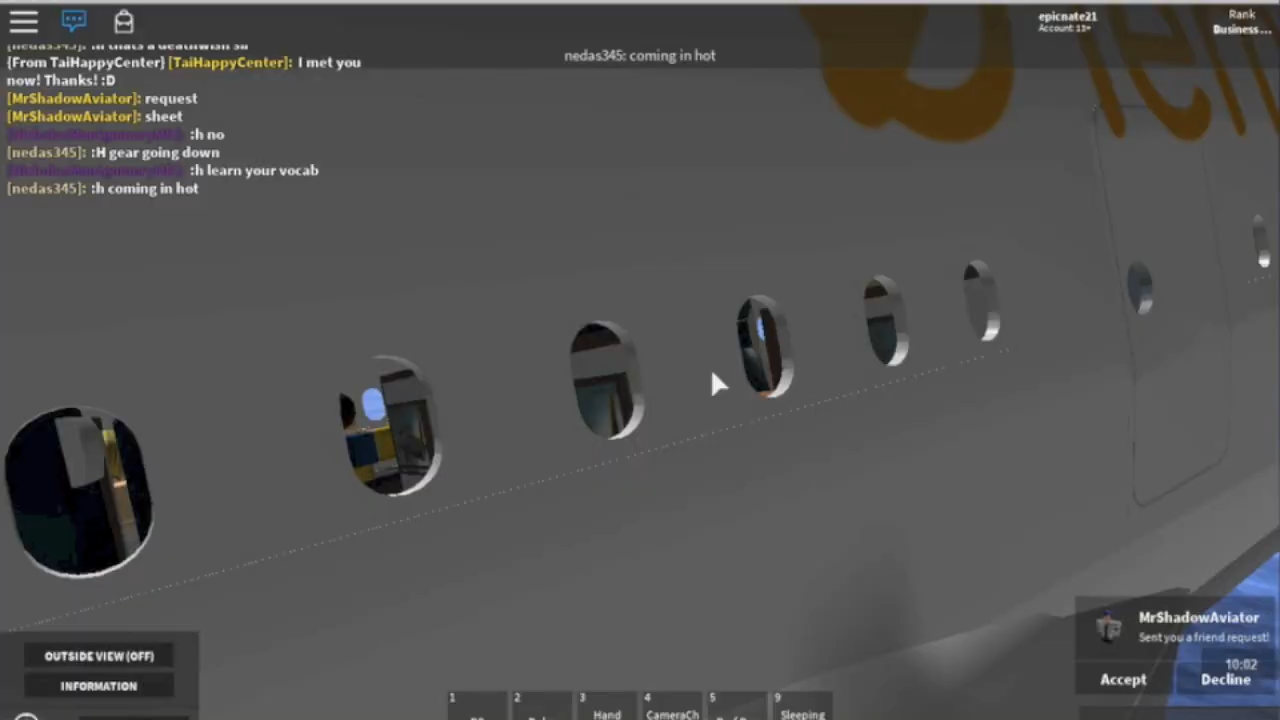 epicnate21
Account: 13+
Rank
Business ...
nedas345: coming in hot
{From TaiHappyCenter} [TaiHappyCenter]: I met you
now! Thanks! :D
[MrShadowAviator]: request
[MrShadowAviator]: sheet
:h no
[nedas345]: :H gear going down
:h learn your vocab
[nedas345]: :h coming in hot
OUTSIDE VIEW (OFF)
INFORMATION
1
2
3
4
5
9
Hand
CameraCh
Sleeping
MrShadowAviator
Sent you a friend request!
10:02
Accept
Decline